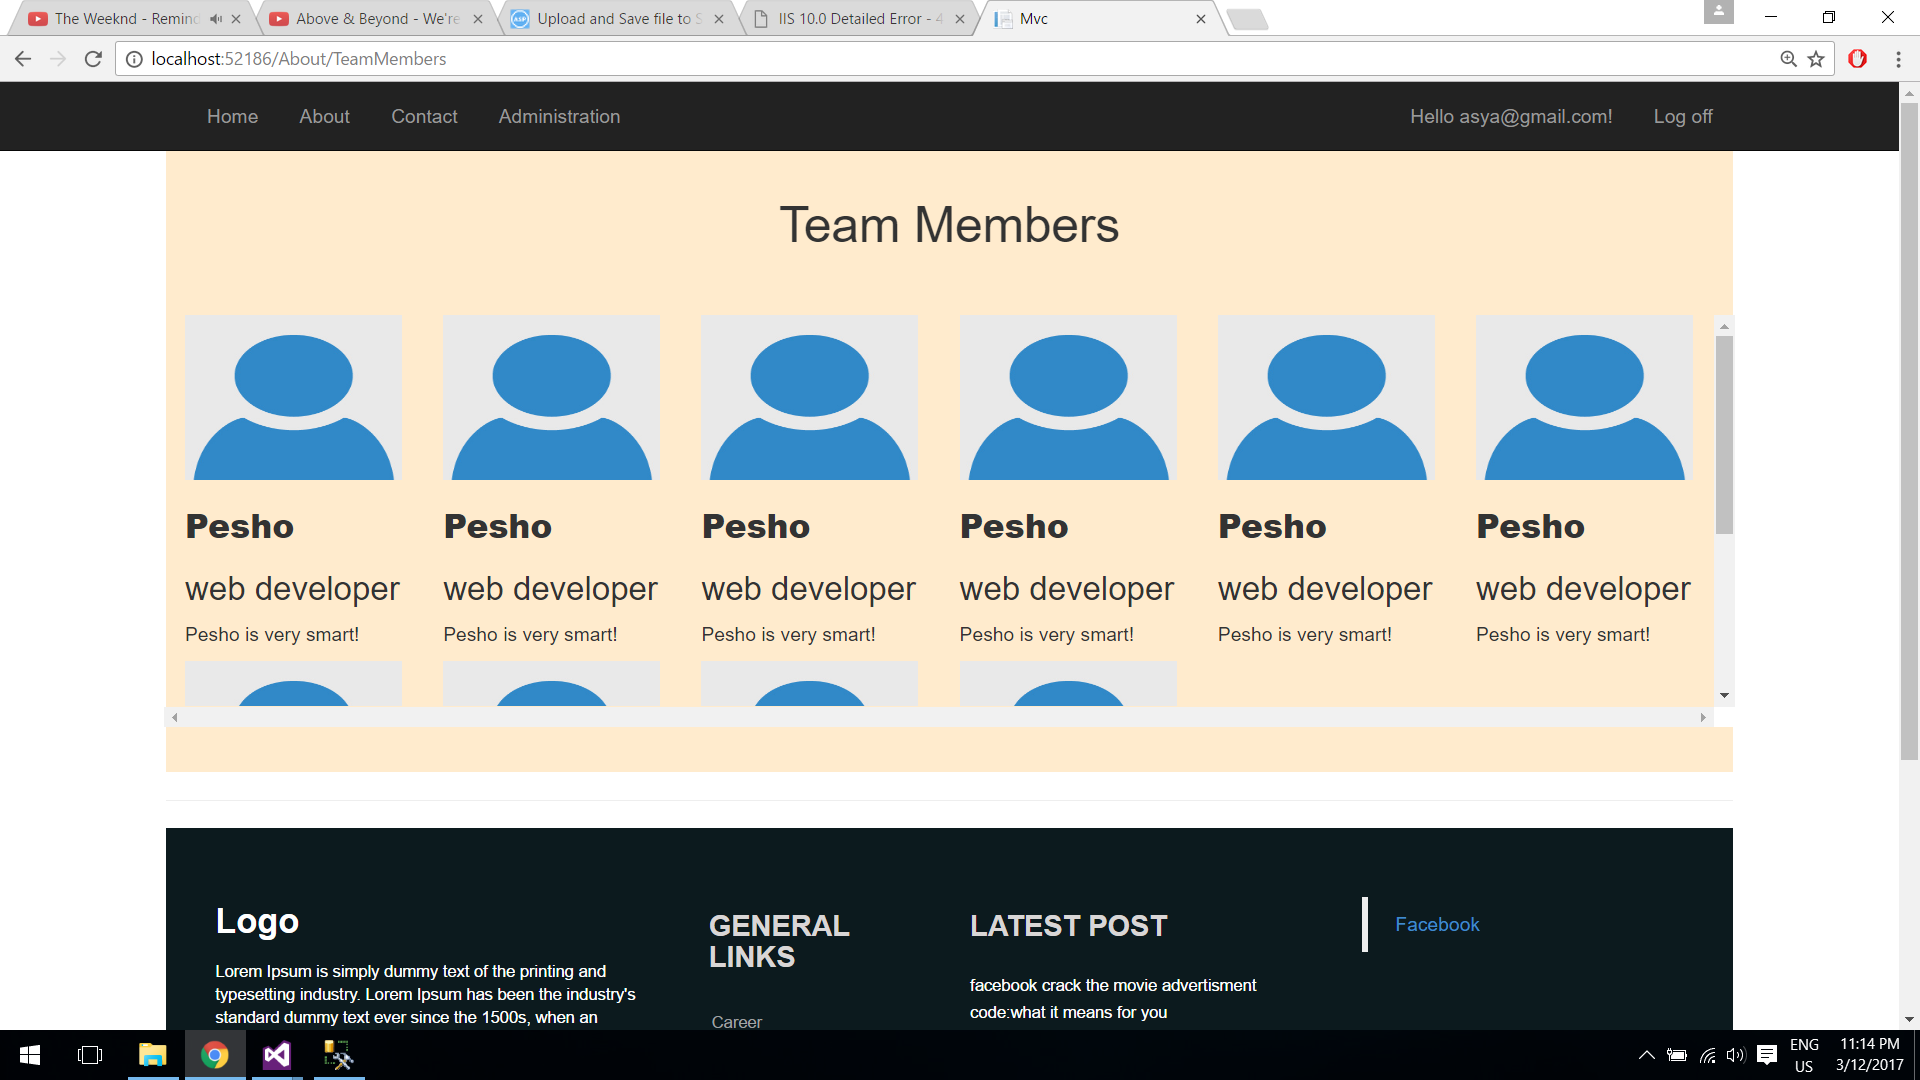 The Weeknd - Remind
Above & Beyond - We're
Upload and Save file to S
IIS 10.0 Detailed Error - 4
Mvc
localhost:52186/About/TeamMembers
Home About Contact Administration Hello asya@gmail.com! Log off
Team Members
Pesho Pesho Pesho Pesho Pesho Pesho
web developer web developer web developer web developer web developer web developer
Pesho is very smart! Pesho is very smart! Pesho is very smart! Pesho is very smart! Pesho is very smart! Pesho is very smart!
Logo
Lorem Ipsum is simply dummy text of the printing and
typesetting industry. Lorem Ipsum has been the industry's
standard dummy text ever since the 1500s, when an
GENERAL
LINKS
Career
LATEST POST
facebook crack the movie advertisment
code:what it means for you
Facebook
ENG
US
11:14 PM
3/12/2017